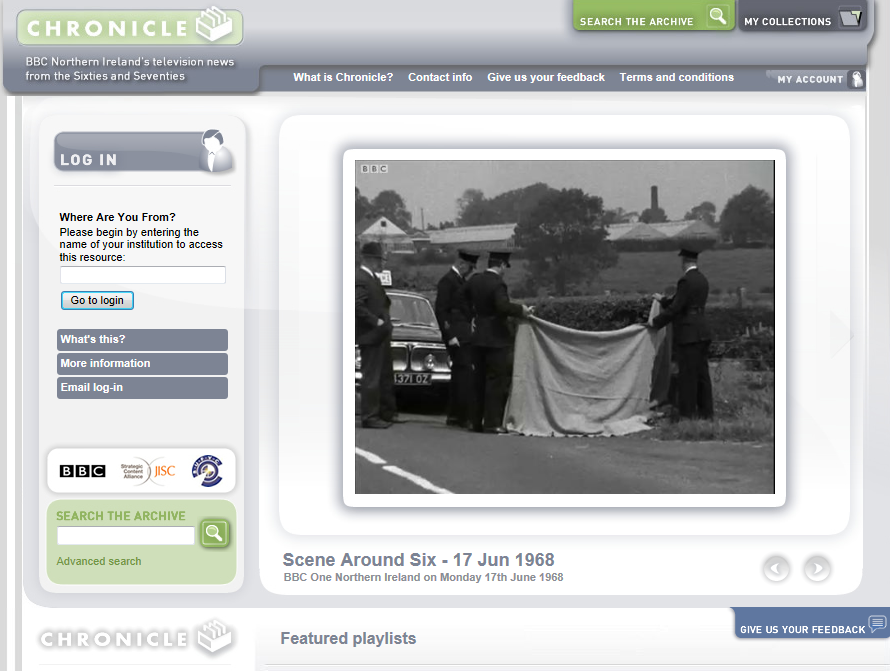 CHRONICLE
SEARCH THE ARCHIVE
MY COLLECTIONS
BBC Northern Ireland's television news
from the Sixties and Seventies
What is Chronicle? Contact info Give us your feedback Terms and conditions
MY ACCOUNT
LOG IN
Where Are You From?
Please begin by entering the
name of your institution to access
this resource:
Go to login
What's this?
More information
Email log-in
BBC
1371 OZ
BBC
Strategic
Content
Alliance
JISC
SEARCH THE ARCHIVE
Advanced search
Scene Around Six - 17 Jun 1968
BBC One Northern Ireland on Monday 17th June 1968
CHRONICLE
Featured playlists
GIVE US YOUR FEEDBACK